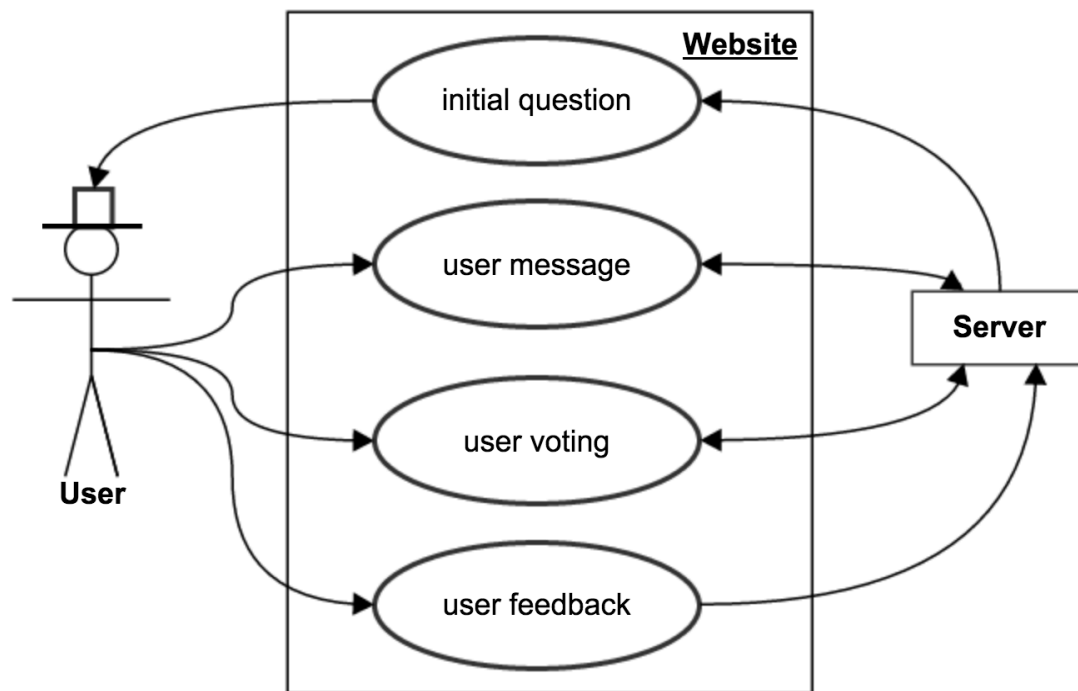 Website
initial question
user message
Server
user voting
User
user feedback